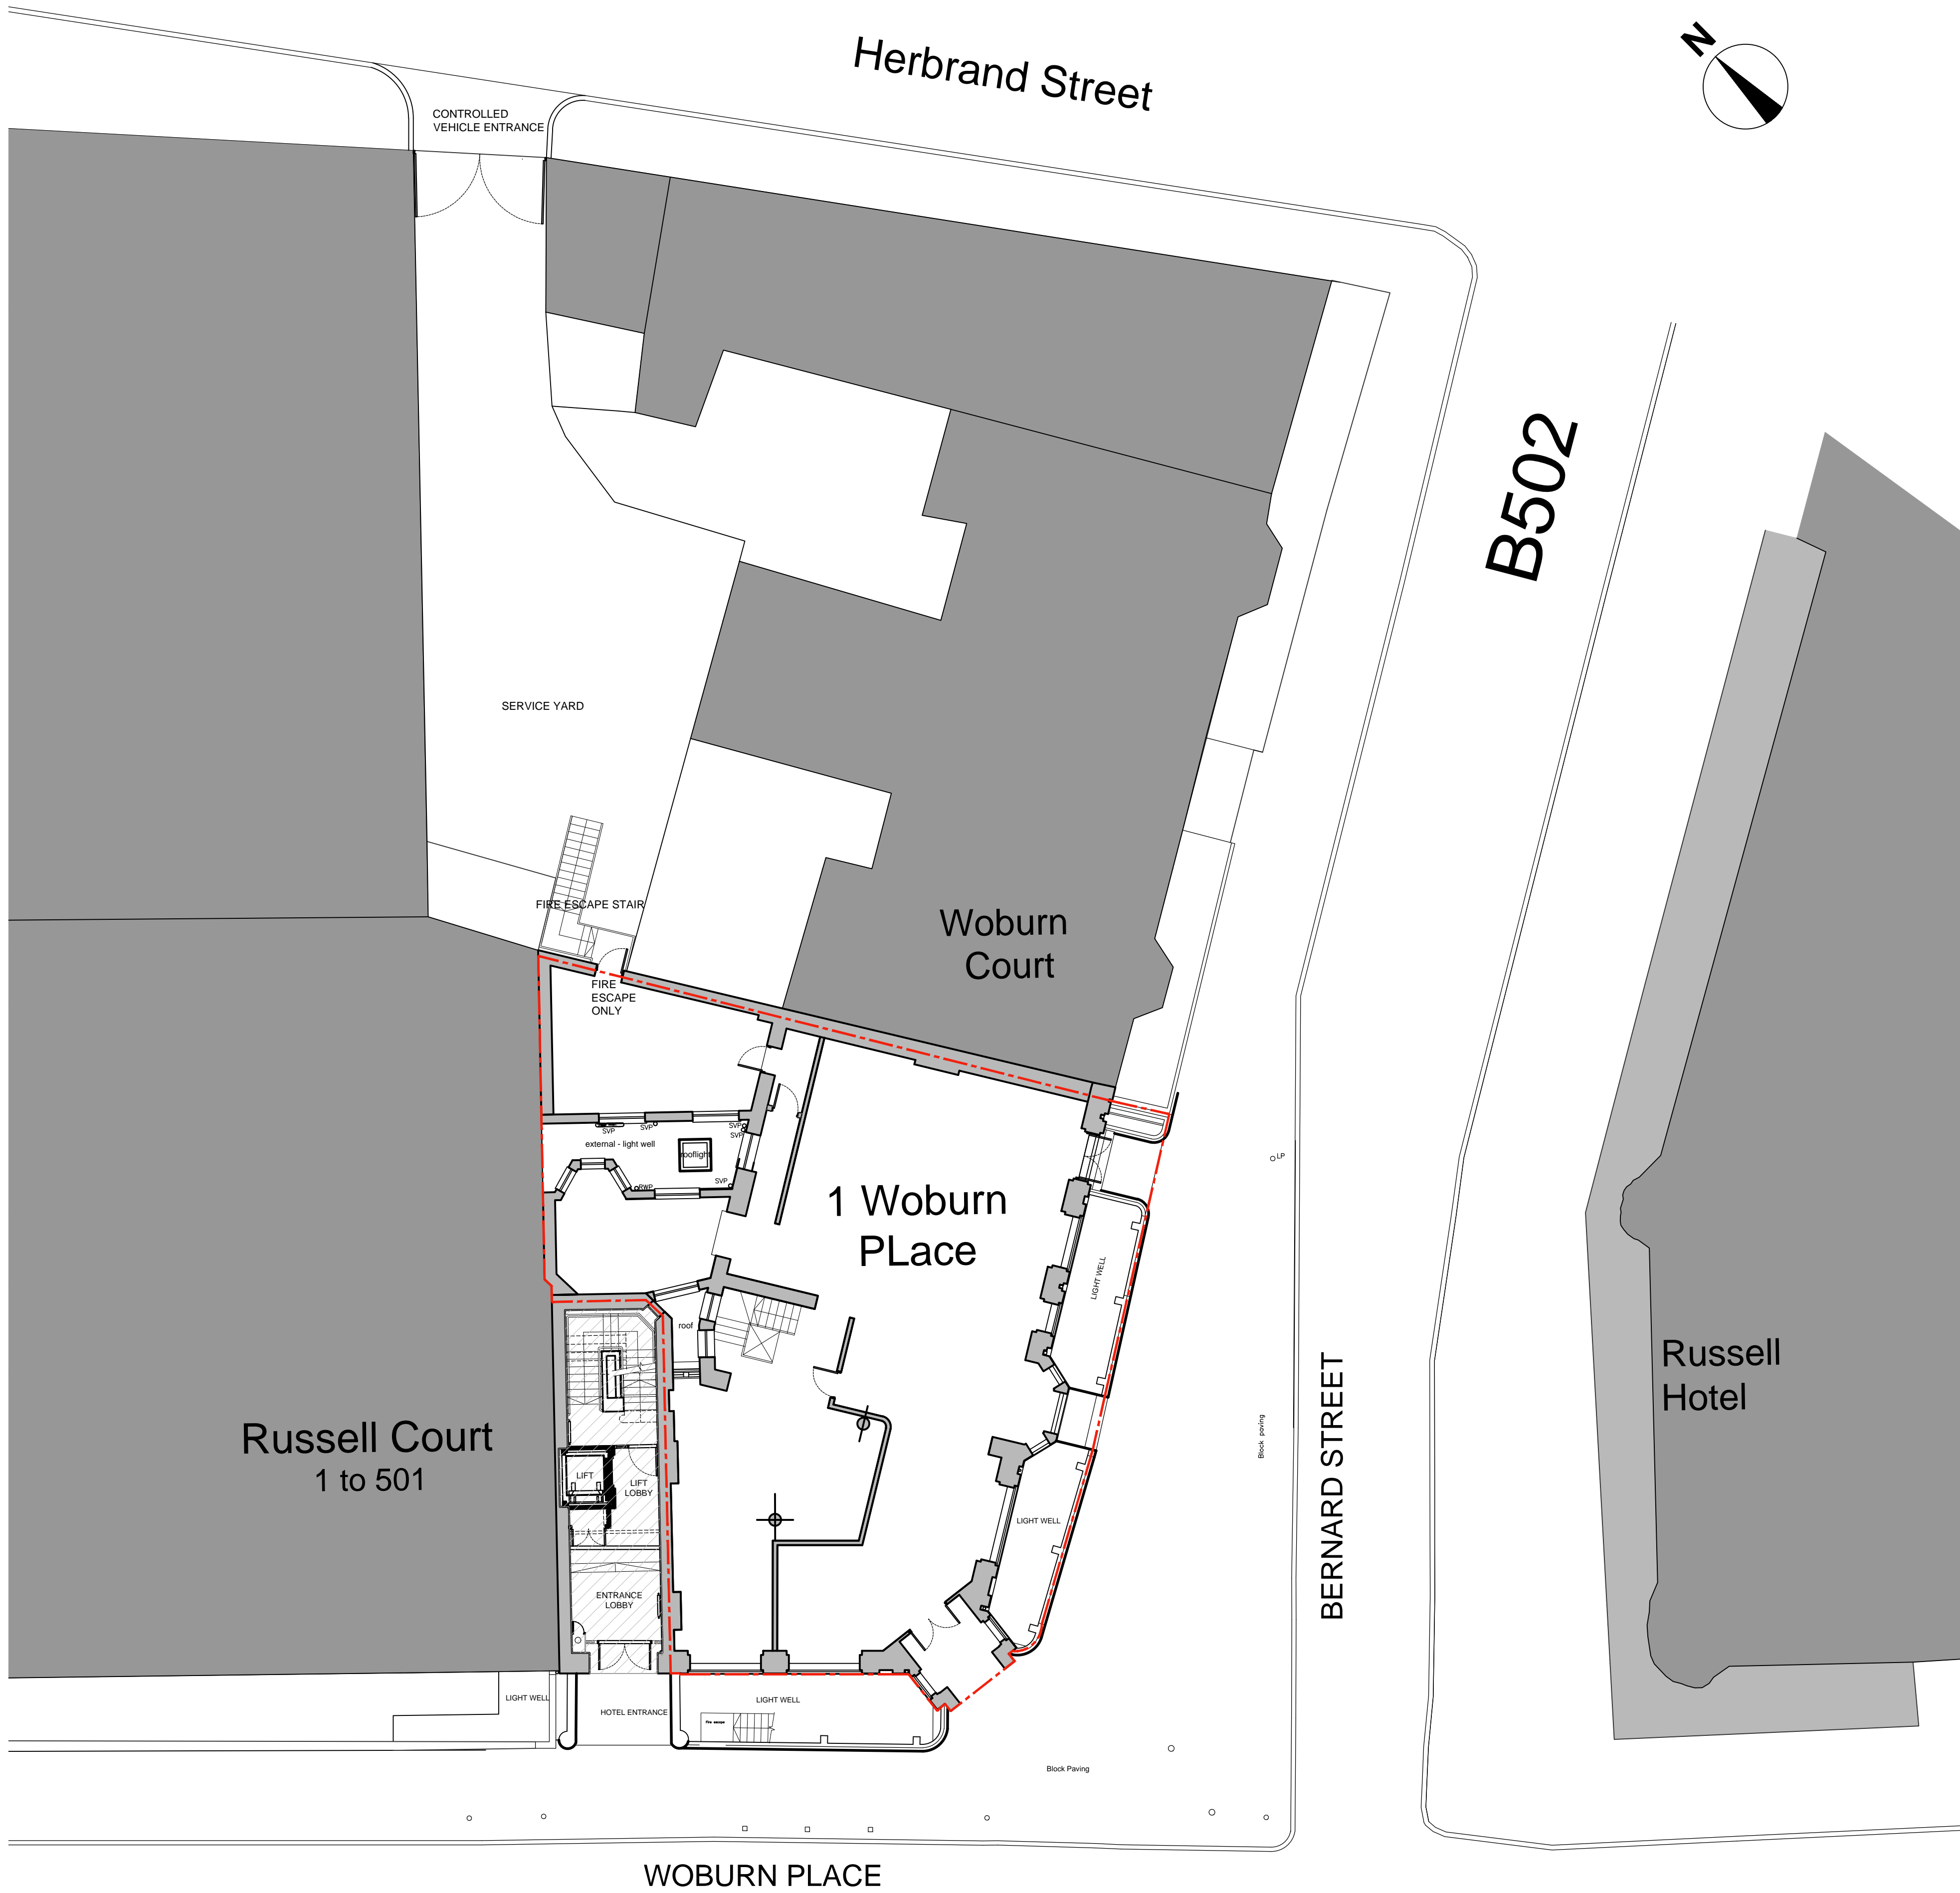 Herbrand Street
N
CONTROLLED
VEHICLE ENTRANCE
B502
SERVICE YARD
FIRE ESCAPE STAIR
Woburn
Court
FIRE
ESCAPE
ONLY
SVP
SVP
SVP
SVP
external - light well
rooflight
LP
RWP
SVP
1 Woburn
PLace
LIGHT WELL
roof
Russell
Hotel
BERNARD STREET
Block paving
Russell Court
1 to 501
LIFT
LIFT
LOBBY
LIGHT WELL
ENTRANCE
LOBBY
LIGHT WELL
HOTEL ENTRANCE
LIGHT WELL
fire escape
Block Paving
WOBURN PLACE